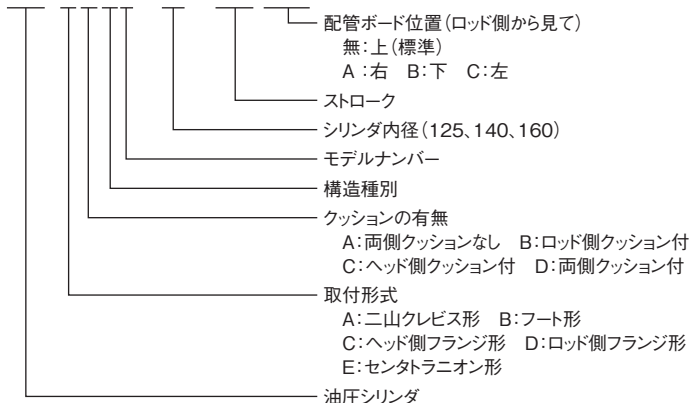 配管ボード位置(ロッド側から見て)
無:上(標準)
A:右 B:下 C:左
ストローク
シリンダ内径(125、140、160)
モデルナンバー
構造種別
クッションの有無
A:両側クッションなし B:ロッド側クッション付
C:ヘッド側クッション付 D:両側クッション付
取付形式
A:二山クレビス形 B:フート形
C:ヘッド側フランジ形 D:ロッド側フランジ形
E:センタトラニオン形
油圧シリンダ